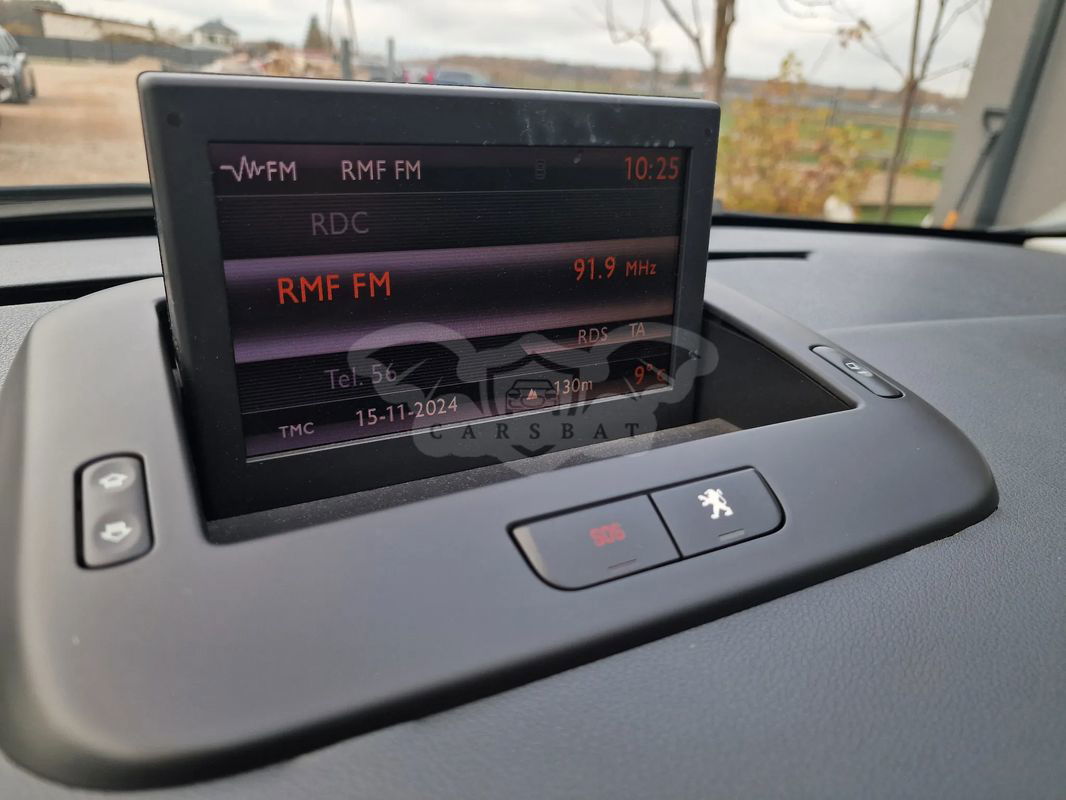 FM RMF FM 10:25
RDC
RMF FM 91.9 MHz
RDS TA
Tel. 56
TMC 15-11-2024 130m 9°C
CARSBAT
SOS